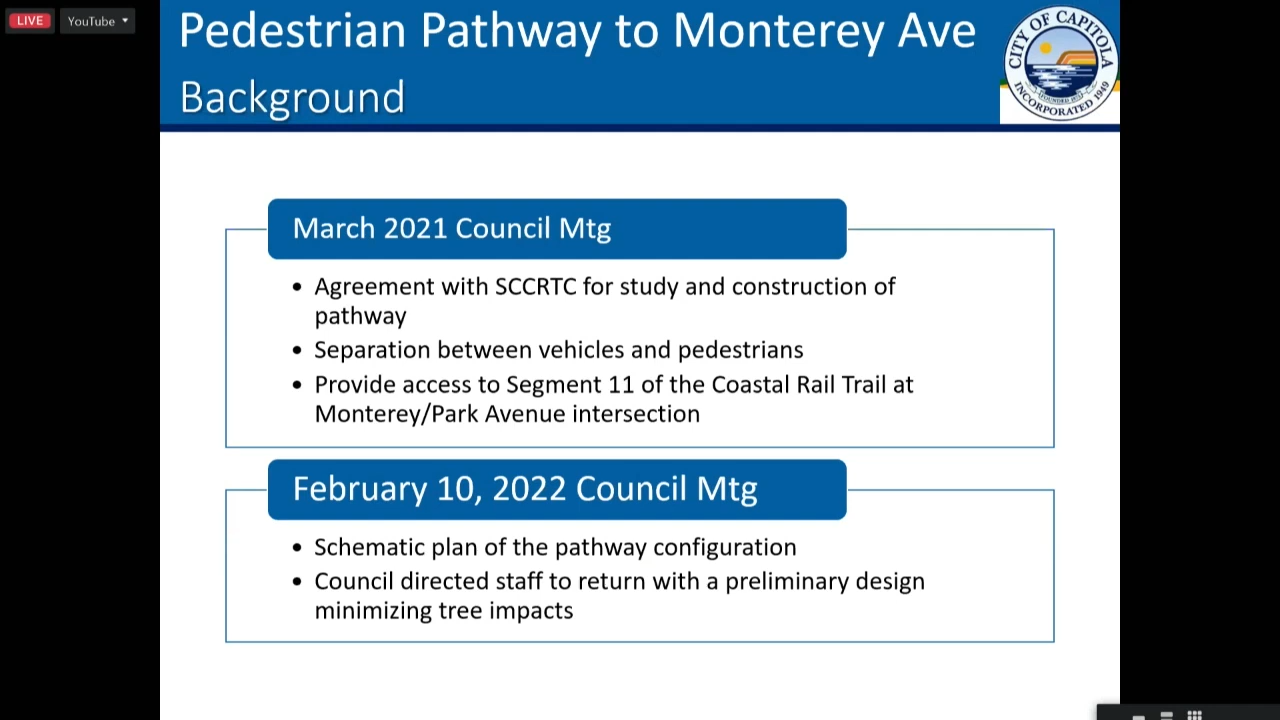 LIVE
YouTube
Pedestrian Pathway to Monterey Ave
Background
CITY OF CAPITOLA
INCORPORATED 1949
March 2021 Council Mtg
• Agreement with SCCRTC for study and construction of
pathway
• Separation between vehicles and pedestrians
• Provide access to Segment 11 of the Coastal Rail Trail at
Monterey/Park Avenue intersection
February 10, 2022 Council Mtg
• Schematic plan of the pathway configuration
• Council directed staff to return with a preliminary design
minimizing tree impacts